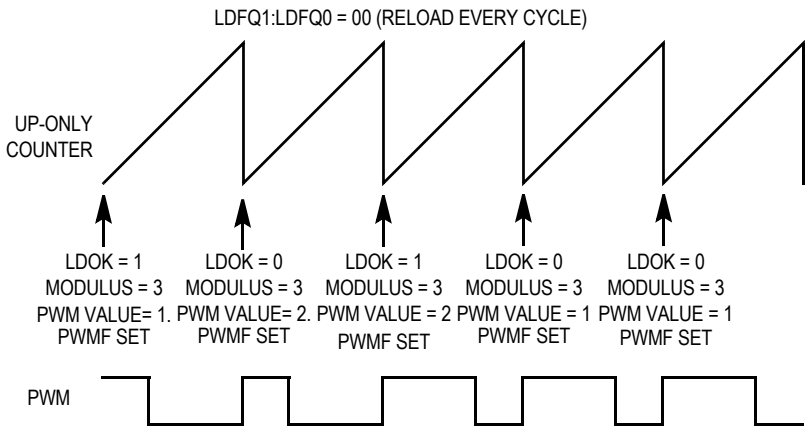 LDFQ1:LDFQ0 = 00 (RELOAD EVERY CYCLE)
UP-ONLY
COUNTER
LDOK = 1 LDOK = 0 LDOK = 1 LDOK = 0 LDOK = 0
MODULUS = 3 MODULUS = 3 MODULUS = 3 MODULUS = 3 MODULUS = 3
PWM VALUE= 1. PWM VALUE= 2. PWM VALUE = 2 PWM VALUE = 1 PWM VALUE = 1
PWMF SET PWMF SET PWMF SET PWMF SET PWMF SET
PWM